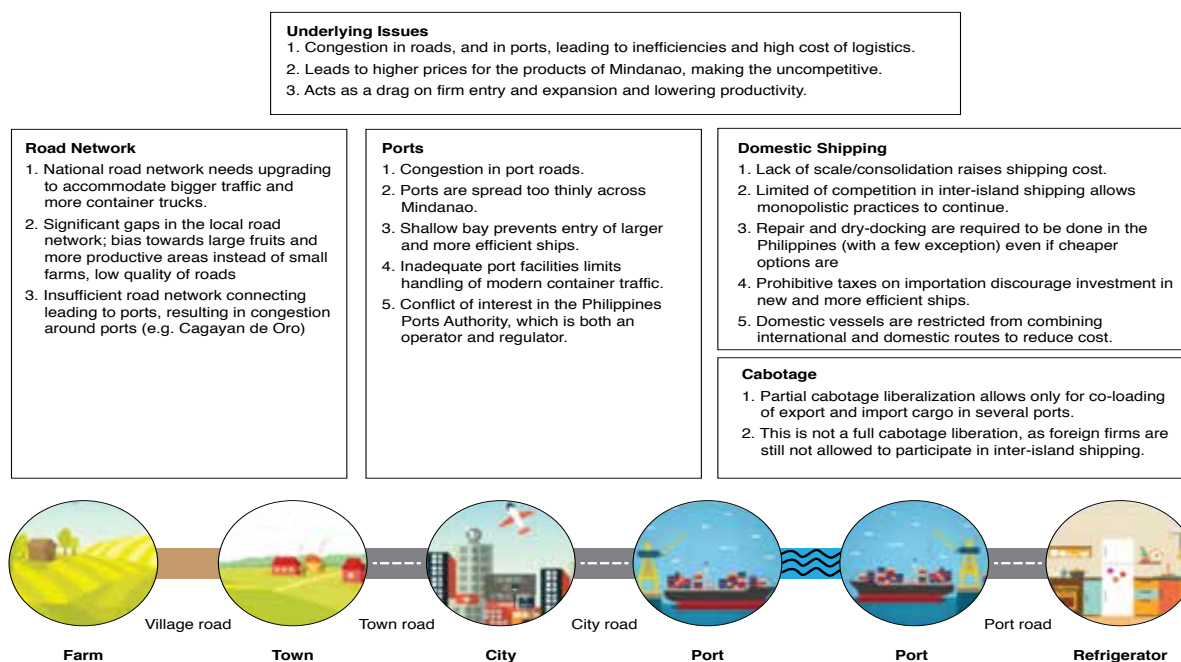 Underlying Issues
1. Congestion in roads, and in ports, leading to inefficiencies and high cost of logistics.
2. Leads to higher prices for the products of Mindanao, making the uncompetitive.
3. Acts as a drag on firm entry and expansion and lowering productivity.
Road Network
1. National road network needs upgrading
to accommodate bigger traffic and
more container trucks.
2. Significant gaps in the local road
network; bias towards large fruits and
more productive areas instead of small
farms, low quality of roads
3. Insufficient road network connecting
leading to ports, resulting in congestion
around ports (e.g. Cagayan de Oro)
Ports
1. Congestion in port roads.
2. Ports are spread too thinly across
Mindanao.
3. Shallow bay prevents entry of larger
and more efficient ships.
4. Inadequate port facilities limits
handling of modern container traffic.
5. Conflict of interest in the Philippines
Ports Authority, which is both an
operator and regulator.
Domestic Shipping
1. Lack of scale/consolidation raises shipping cost.
2. Limited of competition in inter-island shipping allows
monopolistic practices to continue.
3. Repair and dry-docking are required to be done in the
Philippines (with a few exception) even if cheaper
options are
4. Prohibitive taxes on importation discourage investment in
new and more efficient ships.
5. Domestic vessels are restricted from combining
international and domestic routes to reduce cost.
Cabotage
1. Partial cabotage liberalization allows only for co-loading
of export and import cargo in several ports.
2. This is not a full cabotage liberation, as foreign firms are
still not allowed to participate in inter-island shipping.
Village road
Town road
City road
Port road
Farm
Town
City
Port
Port
Refrigerator